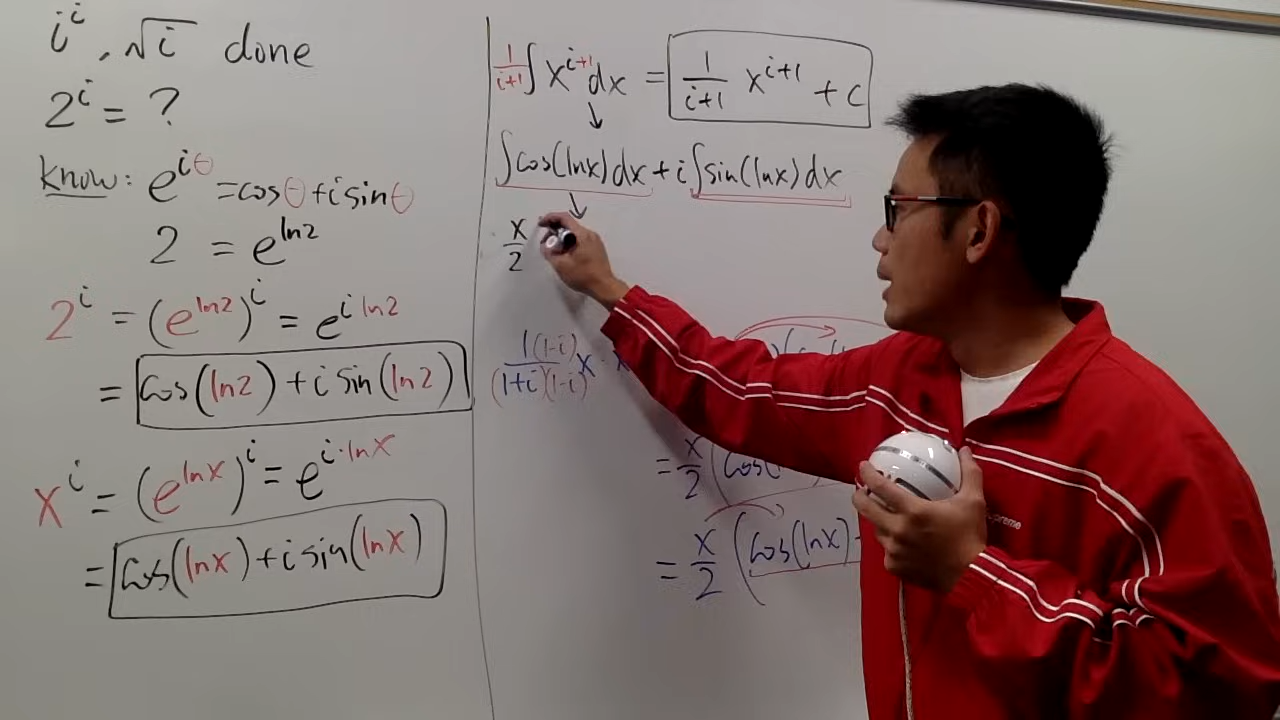 i^i, √i done
2^i = ?
Know: e^{iθ} = cosθ + i sinθ
2 = e^{ln2}
2^i = (e^{ln2})^i = e^{i ln2}
= cos(ln2) + i sin(ln2)
x^i = (e^{lnx})^i = e^{i·lnx}
= cos(lnx) + i sin(lnx)
1/(i+1) ∫ x^{i+1} dx = 1/(i+1) x^{i+1} + C
∫cos(lnx)dx + i∫sin(lnx)dx
x/2
1(1-i)/(1+i)(1-i) x ·
= x/2 (cos(
= x/2 (cos(lnx)